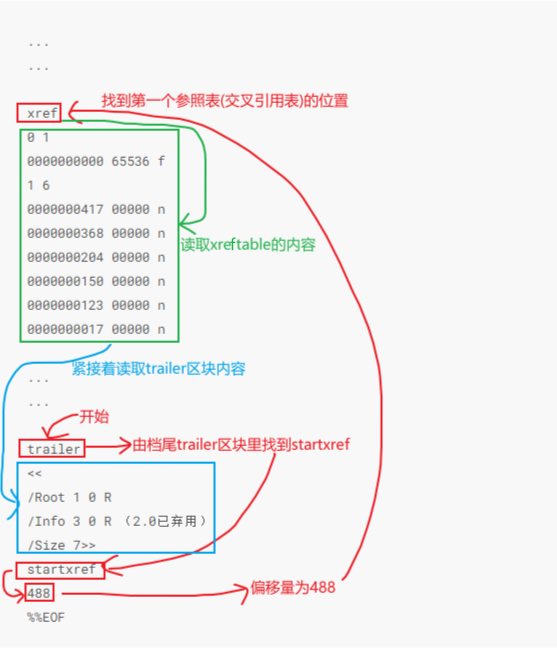 ...
...
找到第一个参照表(交叉引用表)的位置
xref
0 1
0000000000 65536 f
1 6
0000000417 00000 n
0000000368 00000 n
读取xreftable的内容
0000000204 00000 n
0000000150 00000 n
0000000123 00000 n
0000000017 00000 n
紧接着读取trailer区块内容
...
...
开始
trailer
由档尾trailer区块里找到startxref
<<
/Root 1 0 R
/Info 3 0 R （2.0已弃用）
/Size 7>>
startxref
488
偏移量为488
%%EOF